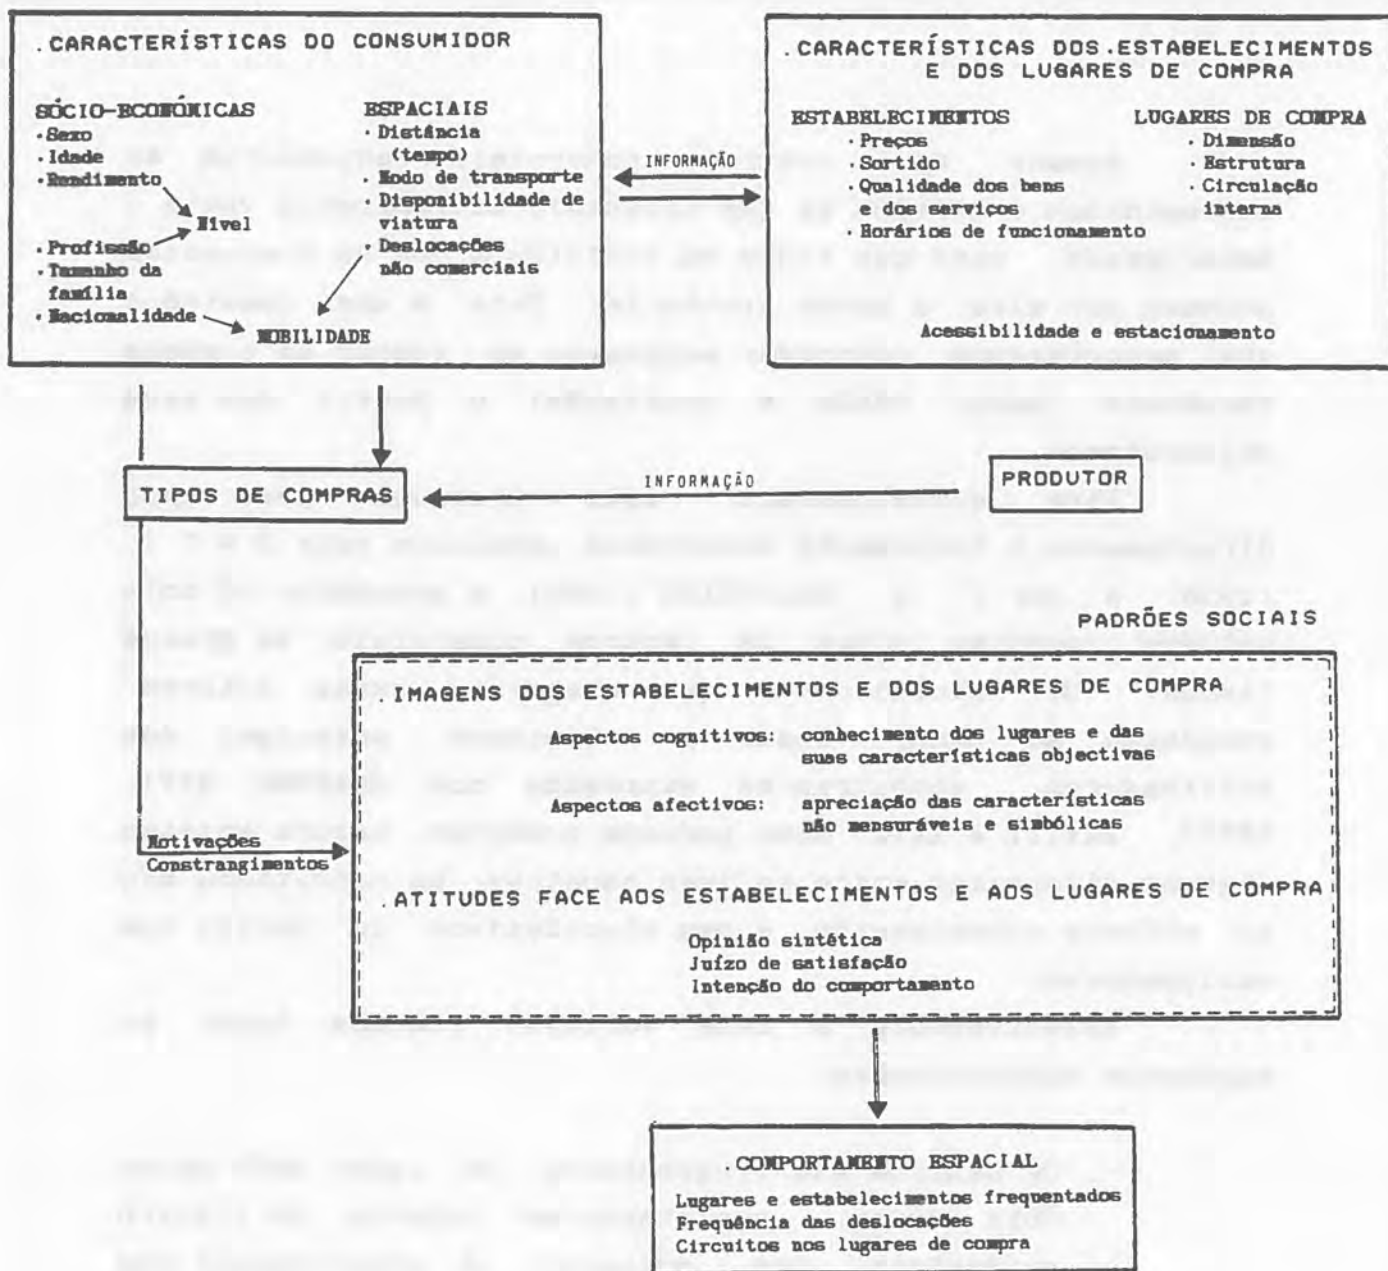 .CARACTERÍSTICAS DO CONSUMIDOR
SÓCIO-ECONÓMICAS
·Sexo
·Idade
·Rendimento
Nível
·Profissão
·Tamanho da
família
·Nacionalidade
ESPACIAIS
·Distância
(tempo)
·Modo de transporte
·Disponibilidade de
viatura
·Deslocações
não comerciais
MOBILIDADE
INFORMAÇÃO
.CARACTERÍSTICAS DOS.ESTABELECIMENTOS
E DOS LUGARES DE COMPRA
ESTABELECIMENTOS
·Preços
·Sortido
·Qualidade dos bens
e dos serviços
·Horários de funcionamento
LUGARES DE COMPRA
·Dimensão
·Estrutura
·Circulação
interna
Acessibilidade e estacionamento
TIPOS DE COMPRAS
INFORMAÇÃO
PRODUTOR
PADRÕES SOCIAIS
.IMAGENS DOS ESTABELECIMENTOS E DOS LUGARES DE COMPRA
Aspectos cognitivos: conhecimento dos lugares e das
suas características objectivas
Aspectos afectivos: apreciação das características
não mensuráveis e simbólicas
Motivações
Constrangimentos
.ATITUDES FACE AOS ESTABELECIMENTOS E AOS LUGARES DE COMPRA
Opinião sintética
Juízo de satisfação
Intenção do comportamento
.COMPORTAMENTO ESPACIAL
Lugares e estabelecimentos frequentados
Frequência das deslocações
Circuitos nos lugares de compra